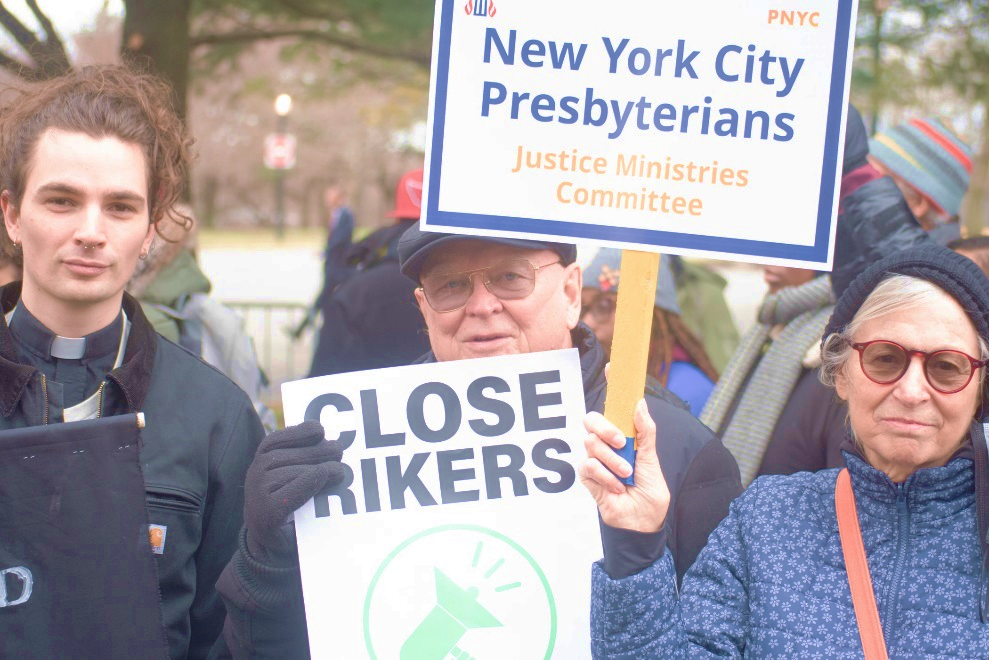 PNYC
New York City
Presbyterians
Justice Ministries
Committee
CLOSE
RIKERS
D